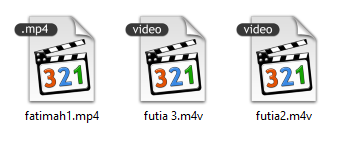 .mp4 video video
321 321 321
fatimah1.mp4 futia 3.m4v futia2.m4v